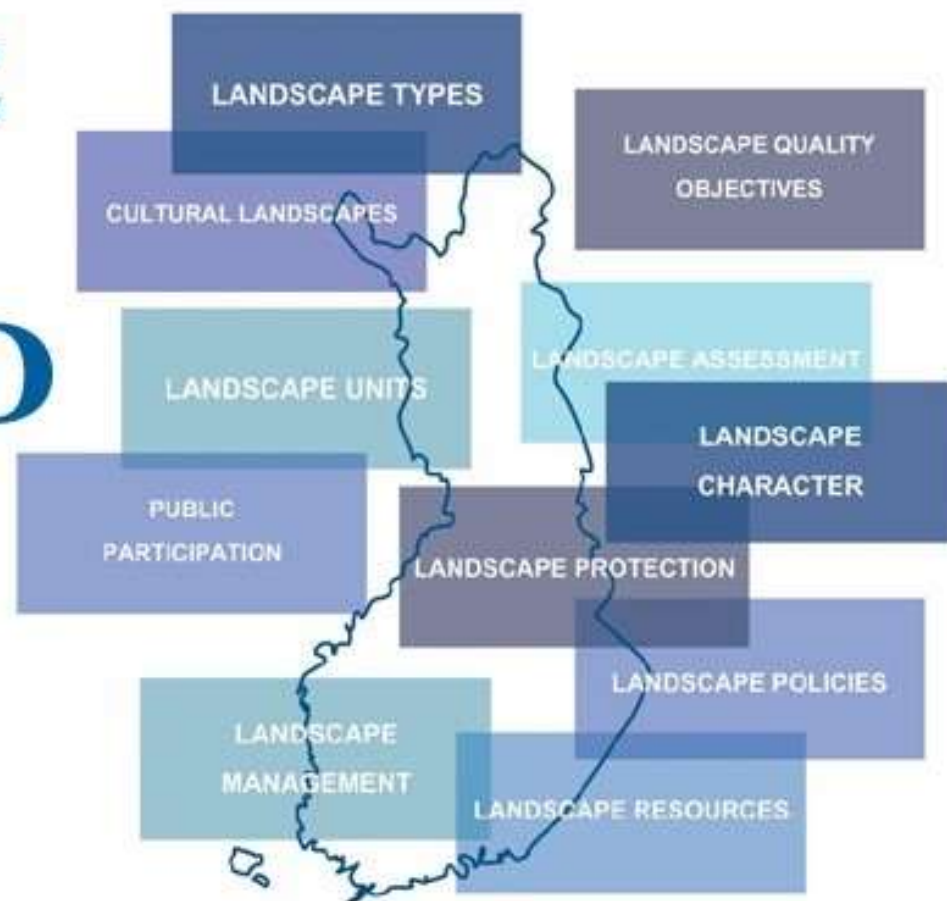 LANDSCAPE TYPES
LANDSCAPE QUALITY
OBJECTIVES
CULTURAL LANDSCAPES
LANDSCAPE ASSESSMENT
LANDSCAPE UNITS
D
LANDSCAPE
CHARACTER
PUBLIC
PARTICIPATION
LANDSCAPE PROTECTION
LANDSCAPE POLICIES
LANDSCAPE
MANAGEMENT
LANDSCAPE RESOURCES